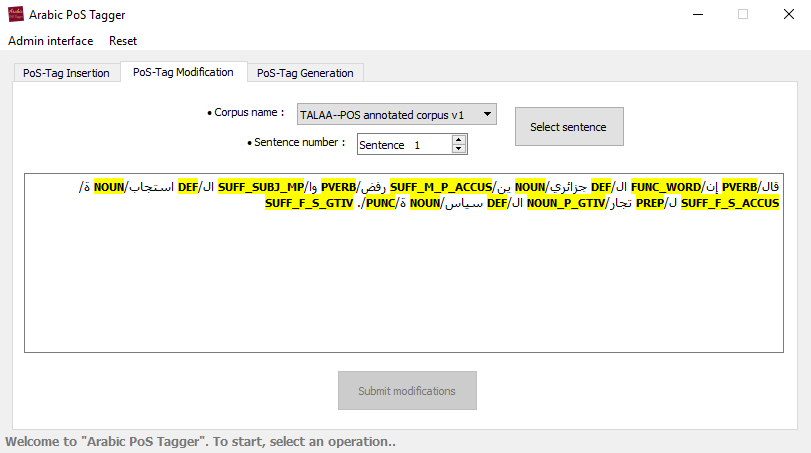 Arabic PoS Tagger
Admin interface Reset
PoS-Tag Insertion PoS-Tag Modification PoS-Tag Generation
• Corpus name : TALAA--POS annotated corpus v1 Select sentence
• Sentence number : Sentence 1
قال/PVERB إن/FUNC_WORD ال/DEF جزائري/NOUN ين/SUFF_M_P_ACCUS رفض/PVERB وا/SUFF_SUBJ_MP ال/DEF استجاب/NOUN ة/
SUFF_F_S_ACCUS ل/PREP تجار/NOUN_P_GTIV ال/DEF سياس/NOUN ة/SUFF_F_S_GTIV ./PUNC
Submit modifications
Welcome to "Arabic PoS Tagger". To start, select an operation..